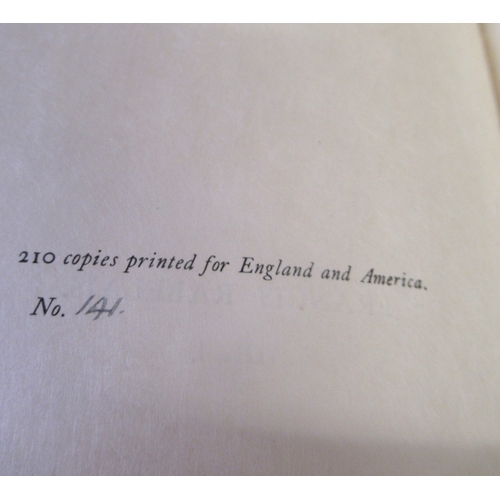 210 copies printed for England and America.
No. 141.